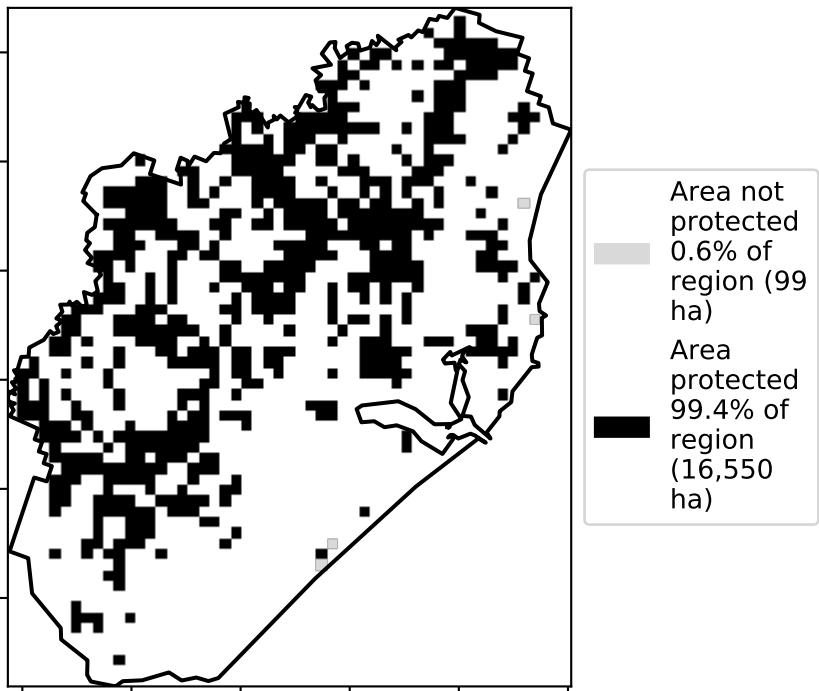 Area not
protected
0.6% of
region (99
ha)
Area
protected
99.4% of
region
(16,550
ha)